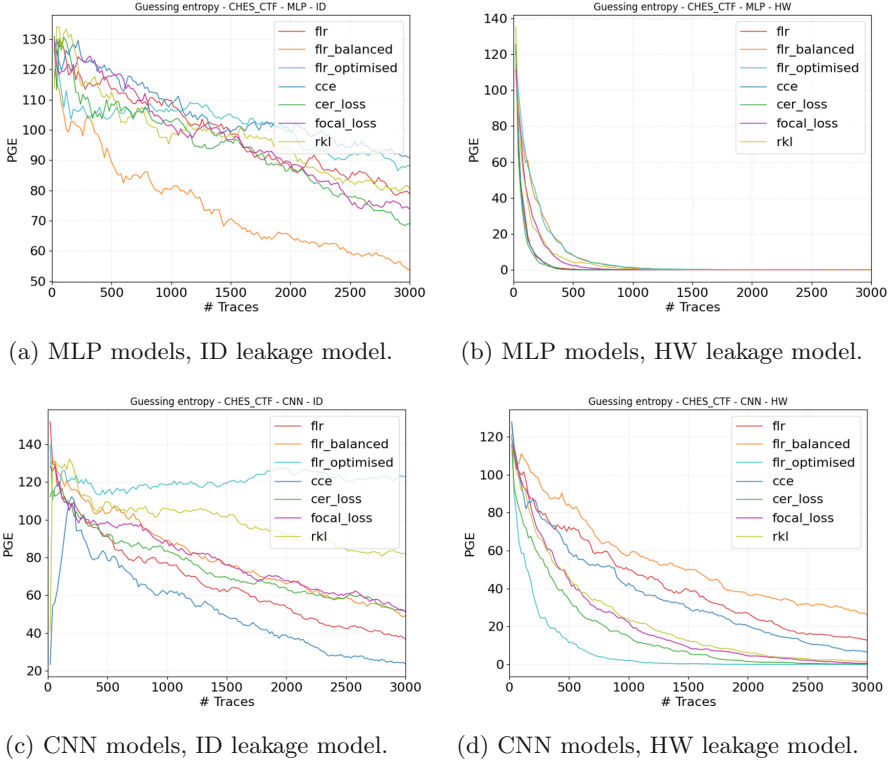 Guessing entropy - CHES_CTF - MLP - ID
PGE
130
120
110
100
90
80
70
60
50
0 500 1000 1500 2000 2500 3000
# Traces
flr
flr_balanced
flr_optimised
cce
cer_loss
focal_loss
rkl
(a) MLP models, ID leakage model.
Guessing entropy - CHES_CTF - MLP - HW
PGE
140
120
100
80
60
40
20
0
0 500 1000 1500 2000 2500 3000
# Traces
flr
flr_balanced
flr_optimised
cce
cer_loss
focal_loss
rkl
(b) MLP models, HW leakage model.
Guessing entropy - CHES_CTF - CNN - ID
PGE
140
120
100
80
60
40
20
0 500 1000 1500 2000 2500 3000
# Traces
flr
flr_balanced
flr_optimised
cce
cer_loss
focal_loss
rkl
(c) CNN models, ID leakage model.
Guessing entropy - CHES_CTF - CNN - HW
PGE
120
100
80
60
40
20
0
0 500 1000 1500 2000 2500 3000
# Traces
flr
flr_balanced
flr_optimised
cce
cer_loss
focal_loss
rkl
(d) CNN models, HW leakage model.